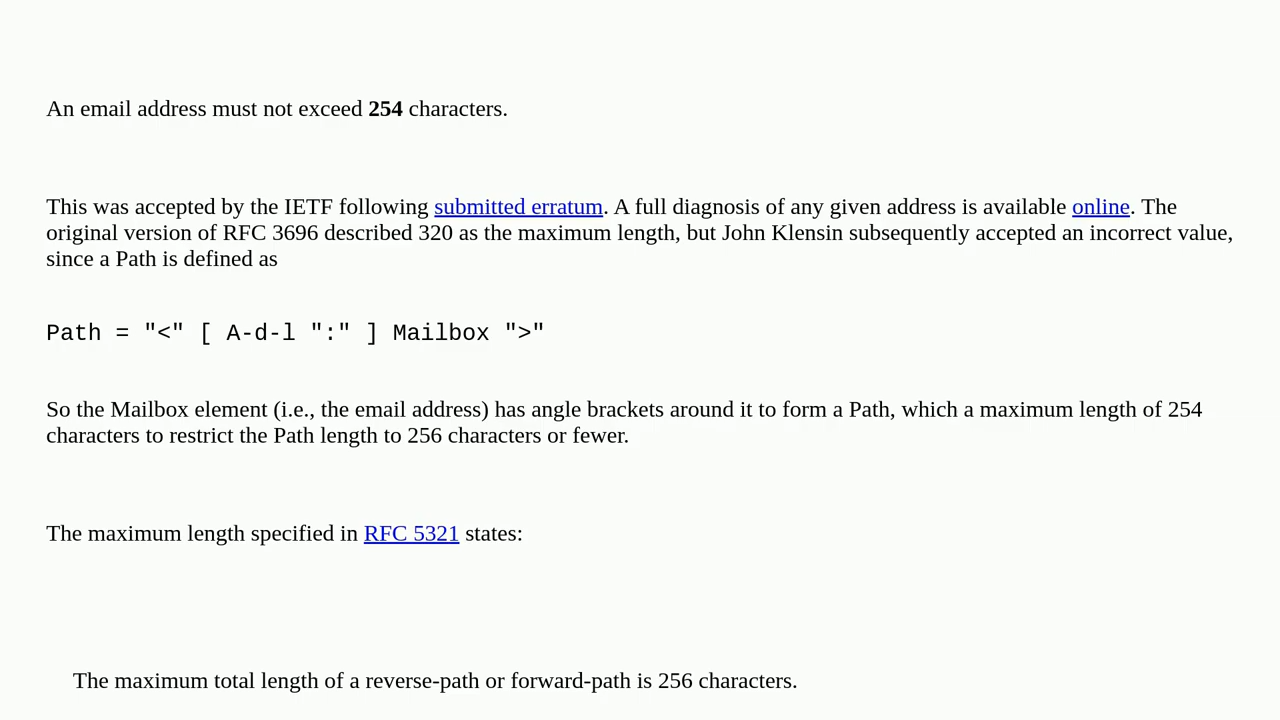 An email address must not exceed 254 characters.
This was accepted by the IETF following submitted erratum. A full diagnosis of any given address is available online. The
original version of RFC 3696 described 320 as the maximum length, but John Klensin subsequently accepted an incorrect value,
since a Path is defined as
Path = "<" [ A-d-l ":" ] Mailbox ">"
So the Mailbox element (i.e., the email address) has angle brackets around it to form a Path, which a maximum length of 254
characters to restrict the Path length to 256 characters or fewer.
The maximum length specified in RFC 5321 states:
The maximum total length of a reverse-path or forward-path is 256 characters.